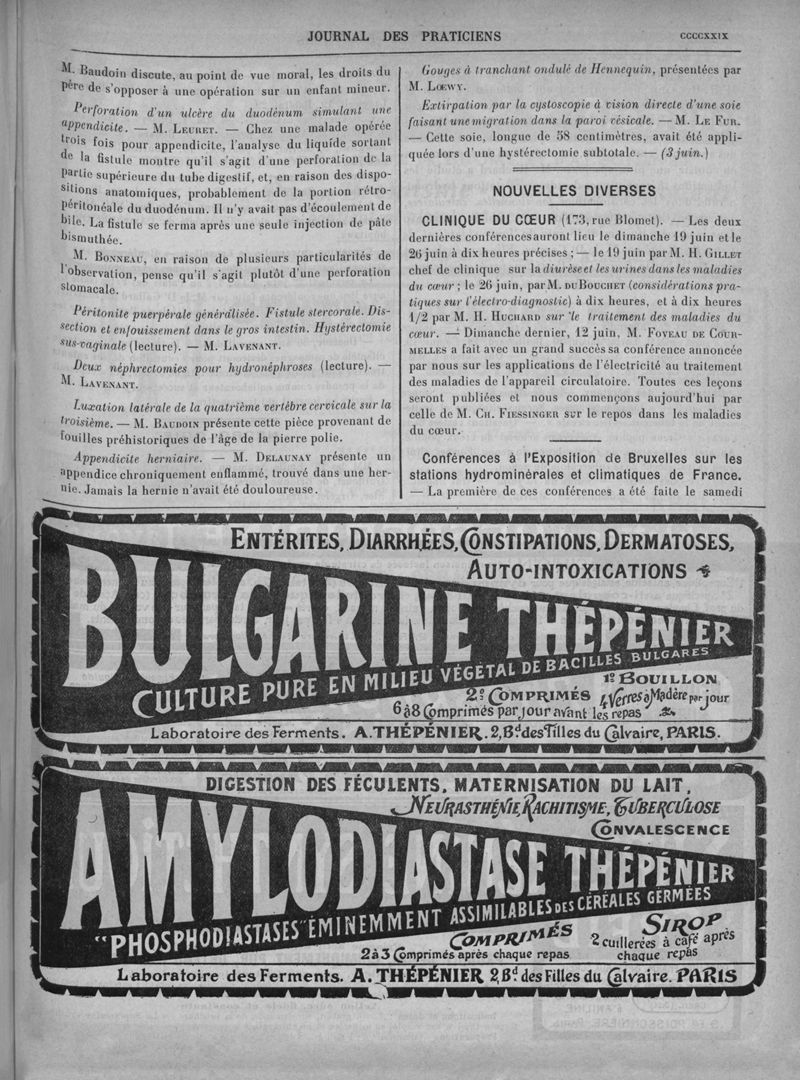 JOURNAL DES PRATICIENS
CCCCXXIX
M. Baudoin discute, au point de vue moral, les droits du
père de s'opposer à une opération sur un enfant mineur.
Perforation d'un ulcère du duodénum simulant une
appendicite. — M. LEURET. — Chez une malade opérée
trois fois pour appendicite, l'analyse du liquide sortant
de la fistule montre qu'il s'agit d'une perforation de la
partie supérieure du tube digestif, et, en raison des dispo-
sitions anatomiques, probablement de la portion rétro-
péritonéale du duodénum. Il n'y avait pas d'écoulement de
bile. La fistule se ferma après une seule injection de pâte
bismuthée.
M. BONNEAU, en raison de plusieurs particularités de
l'observation, pense qu'il s'agit plutôt d'une perforation
stomacale.
Péritonite puerpérale généralisée. Fistule stercorale. Dis-
section et enfouissement dans le gros intestin. Hystérectomie
sus-vaginale (lecture). — M. LAVENANT.
Deux néphrectomies pour hydronéphroses (lecture). —
M. LAVENANT.
Luxation latérale de la quatrième vertèbre cervicale sur la
troisième. — M. BAUDOIN présente cette pièce provenant de
fouilles préhistoriques de l'âge de la pierre polie.
Appendicite herniaire. — M. DELAUNAY présente un
appendice chroniquement enflammé, trouvé dans une her-
nie. Jamais la hernie n'avait été douloureuse.
Gouges à tranchant ondulé de Hennequin, présentées par
M. LŒWY.
Extirpation par la cystoscopie à vision directe d'une soie
faisant une migration dans la paroi vésicale. — M. LE FUR.
— Cette soie, longue de 58 centimètres, avait été appli-
quée lors d'une hystérectomie subtotale. — (3 juin.)
NOUVELLES DIVERSES
CLINIQUE DU CŒUR (173, rue Blomet). — Les deux
dernières conférences auront lieu le dimanche 19 juin et le
26 juin à dix heures précises ; — le 19 juin par M. H. GILLET
chef de clinique sur la diurèse et les urines dans les maladies
du cœur ; le 26 juin, par M. DU BOUCHET (considérations pra-
tiques sur l'électro-diagnostic) à dix heures, et à dix heures
1/2 par M. H. HUCHARD sur le traitement des maladies du
cœur. — Dimanche dernier, 12 juin, M. FOVEAU DE COUR-
MELLES a fait avec un grand succès sa conférence annoncée
par nous sur les applications de l'électricité au traitement
des maladies de l'appareil circulatoire. Toutes ces leçons
seront publiées et nous commençons aujourd'hui par
celle de M. CH. FIESSINGER sur le repos dans les maladies
du cœur.
Conférences à l'Exposition de Bruxelles sur les
stations hydrominérales et climatiques de France.
— La première de ces conférences a été faite le samedi
ENTÉRITES, DIARRHÉES, CONSTIPATIONS, DERMATOSES,
AUTO-INTOXICATIONS
BULGARINE THÉPÉNIER
CULTURE PURE EN MILIEU VÉGÉTAL DE BACILLES BULGARES
1º BOUILLON
2º COMPRIMÉS 4 Verres à Madère par jour
6 à 8 Comprimés par jour avant les repas
Laboratoire des Ferments. A. THÉPÉNIER. 2, Bd des Filles du Calvaire, PARIS.
DIGESTION DES FÉCULENTS, MATERNISATION DU LAIT,
NEURASTHÉNIE, RACHITISME, TUBERCULOSE
CONVALESCENCE
AMYLODIASTASE THÉPÉNIER
"PHOSPHODIASTASES" ÉMINEMMENT ASSIMILABLES DES CÉRÉALES GERMÉES
COMPRIMÉS
2 à 3 Comprimés après chaque repas
SIROP
2 cuillerées à café après
chaque repas
Laboratoire des Ferments. A. THÉPÉNIER 2, Bd des Filles du Calvaire. PARIS